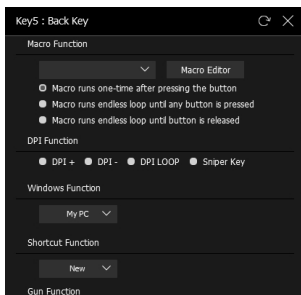 Key5 : Back Key
Macro Function
Macro Editor
Macro runs one-time after pressing the button
Macro runs endless loop until any button is pressed
Macro runs endless loop until button is released
DPI Function
DPI + DPI - DPI LOOP Sniper Key
Windows Function
My PC
Shortcut Function
New
Gun Function